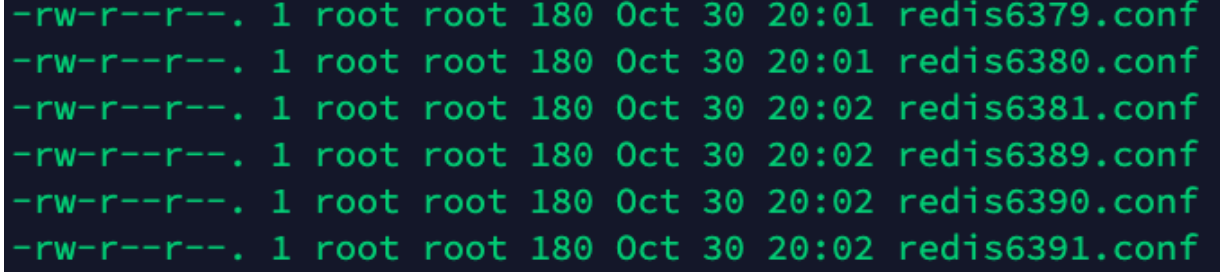 -rw-r--r--. 1 root root 180 Oct 30 20:01 redis6379.conf
-rw-r--r--. 1 root root 180 Oct 30 20:01 redis6380.conf
-rw-r--r--. 1 root root 180 Oct 30 20:02 redis6381.conf
-rw-r--r--. 1 root root 180 Oct 30 20:02 redis6389.conf
-rw-r--r--. 1 root root 180 Oct 30 20:02 redis6390.conf
-rw-r--r--. 1 root root 180 Oct 30 20:02 redis6391.conf